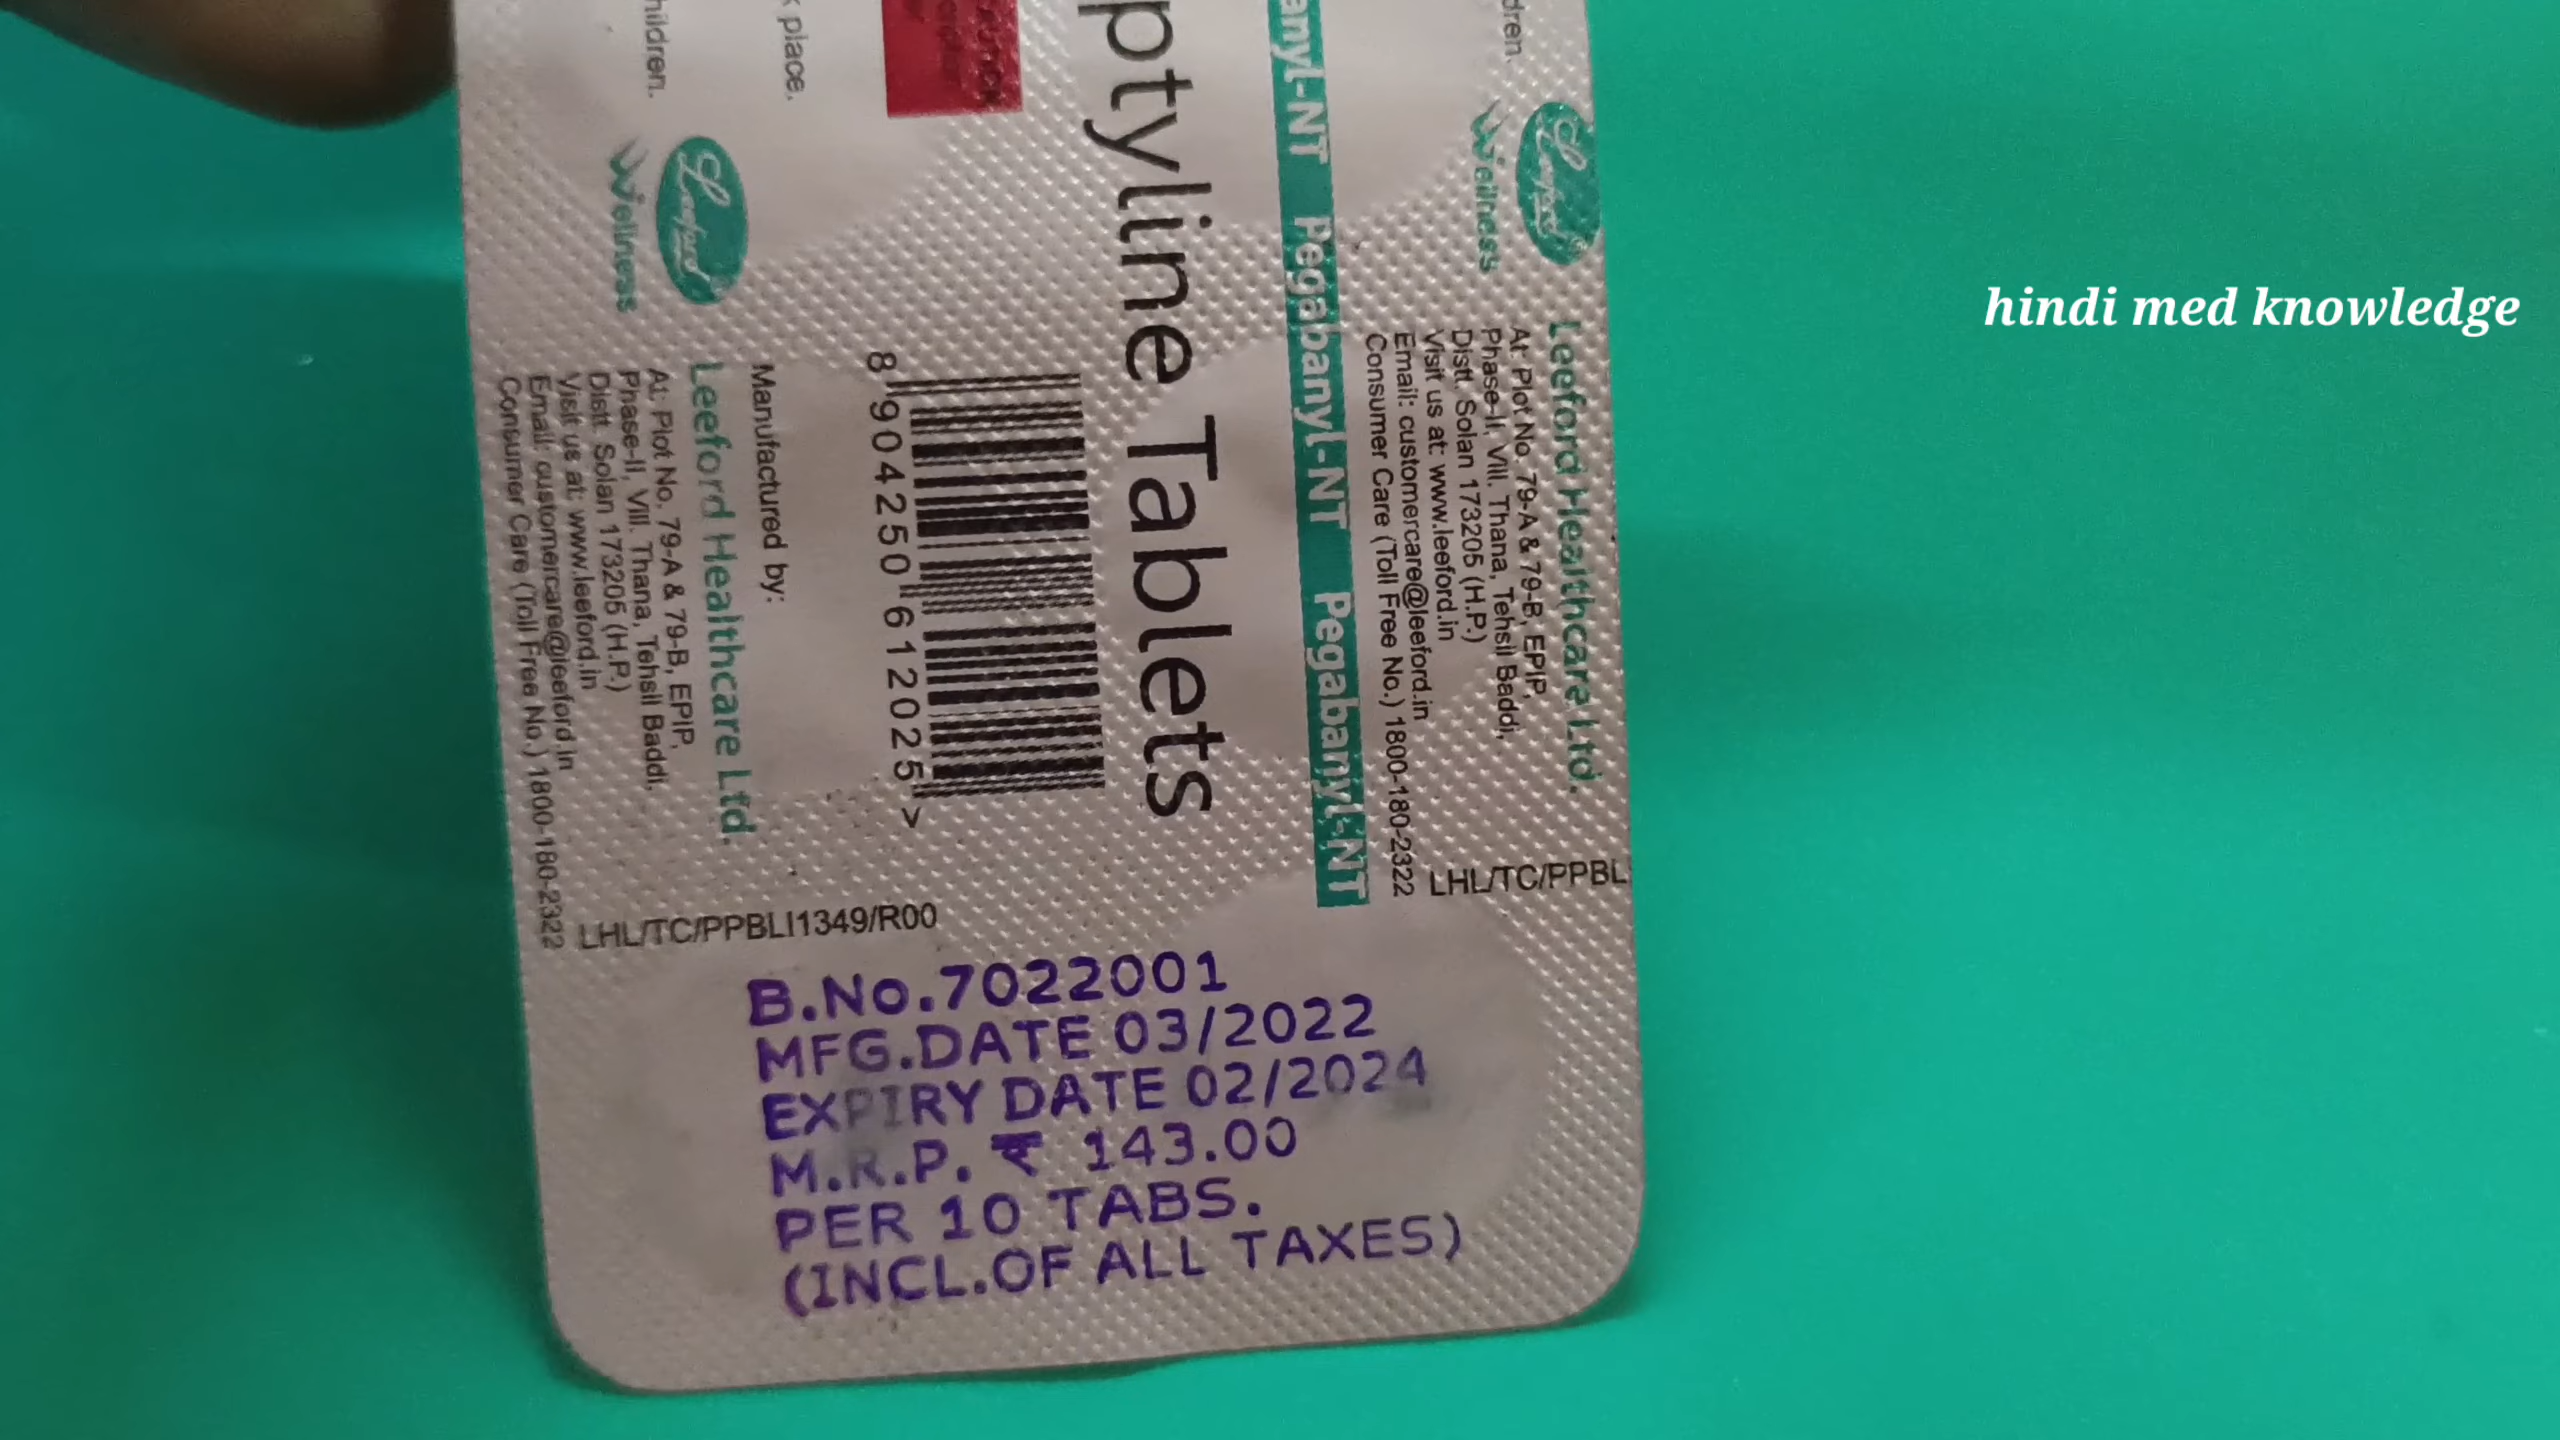 hildren.
place.
ptyline Tablets
anyl-NT Pegabanyl-NT Pegabanyl-NT
dren.
Leeford
Wellness
Leeford
Wellness
Manufactured by:
Leeford Healthcare Ltd.
At: Plot No. 79-A & 79-B, EPIP,
Phase-II, Vill. Thana, Tehsil Baddi,
Distt. Solan 173205 (H.P.)
Visit us at: www.leeford.in
Email: customercare@leeford.in
Consumer Care (Toll Free No.) 1800-180-2322
8 904250 612025 >
Leeford Healthcare Ltd.
At: Plot No. 79-A & 79-B, EPIP,
Phase-II, Vill. Thana, Tehsil Baddi,
Distt. Solan 173205 (H.P.)
Visit us at: www.leeford.in
Email: customercare@leeford.in
Consumer Care (Toll Free No.) 1800-180-2322
LHL/TC/PPBLI1349/R00
LHL/TC/PPBL
B.No.7022001
MFG.DATE 03/2022
EXPIRY DATE 02/2024
M.R.P. ₹ 143.00
PER 10 TABS.
(INCL.OF ALL TAXES)
hindi med knowledge